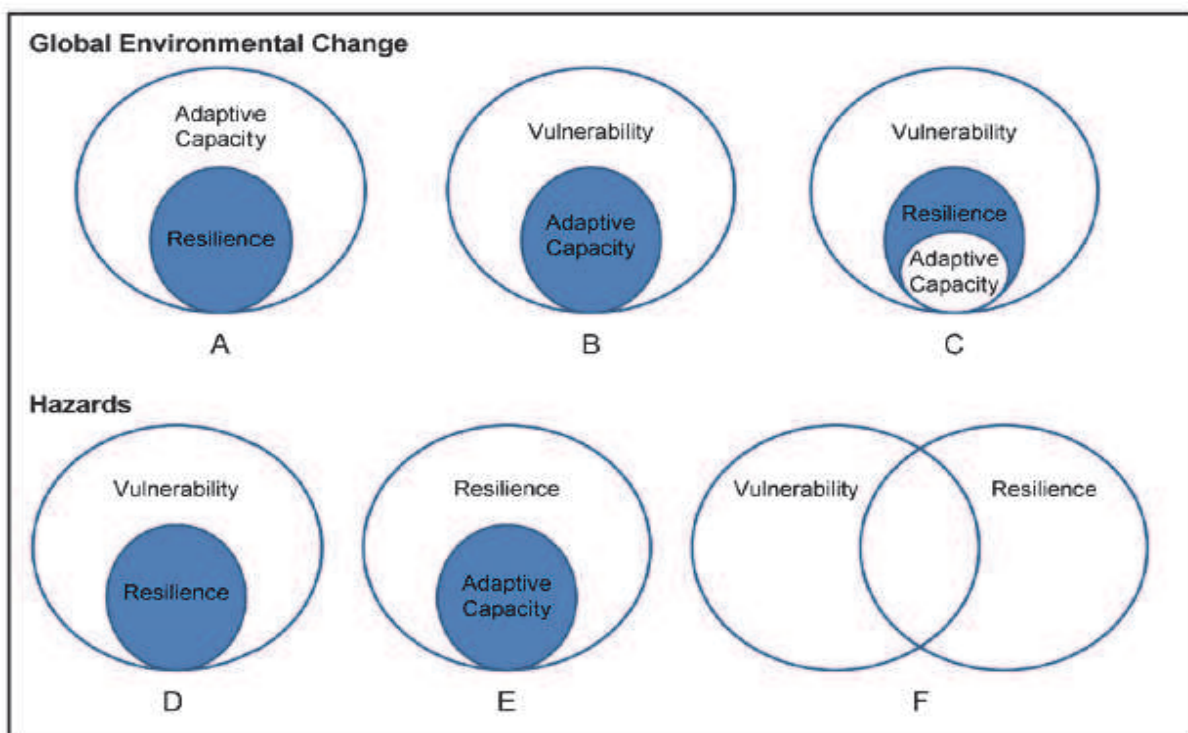 Global Environmental Change
Adaptive
Capacity
Resilience
A
Vulnerability
Adaptive
Capacity
B
Vulnerability
Resilience
Adaptive
Capacity
C
Hazards
Vulnerability
Resilience
D
Resilience
Adaptive
Capacity
E
Vulnerability
Resilience
F